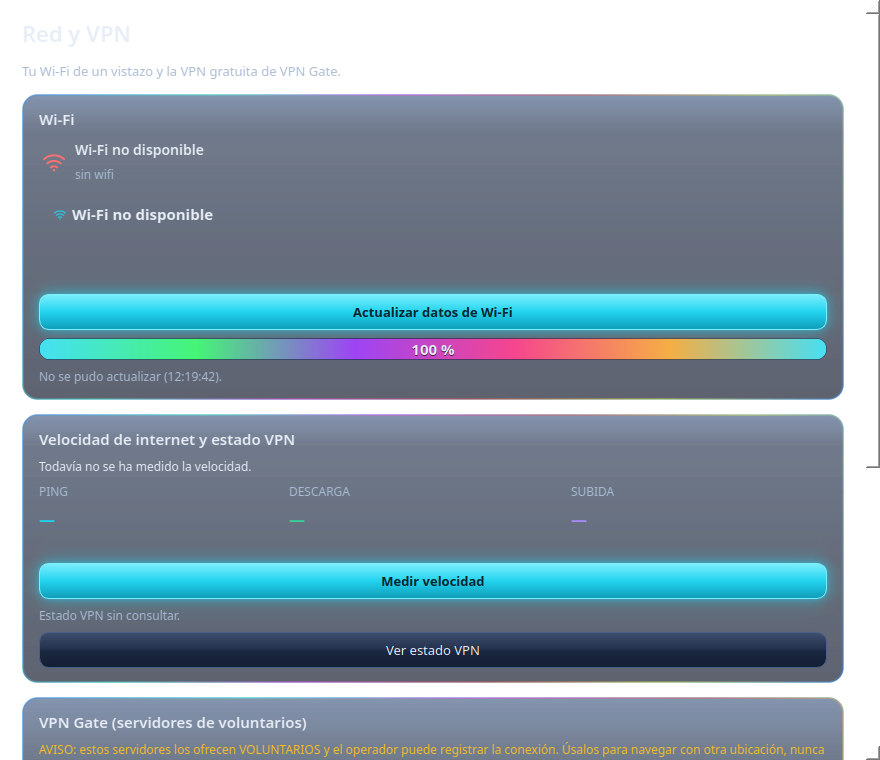 Red y VPN
Tu Wi-Fi de un vistazo y la VPN gratuita de VPN Gate.
Wi-Fi
Wi-Fi no disponible
sin wifi
Wi-Fi no disponible
Actualizar datos de Wi-Fi
100 %
No se pudo actualizar (12:19:42).
Velocidad de internet y estado VPN
Todavía no se ha medido la velocidad.
PING DESCARGA SUBIDA
— — —
Medir velocidad
Estado VPN sin consultar.
Ver estado VPN
VPN Gate (servidores de voluntarios)
AVISO: estos servidores los ofrecen VOLUNTARIOS y el operador puede registrar la conexión. Úsalos para navegar con otra ubicación, nunca